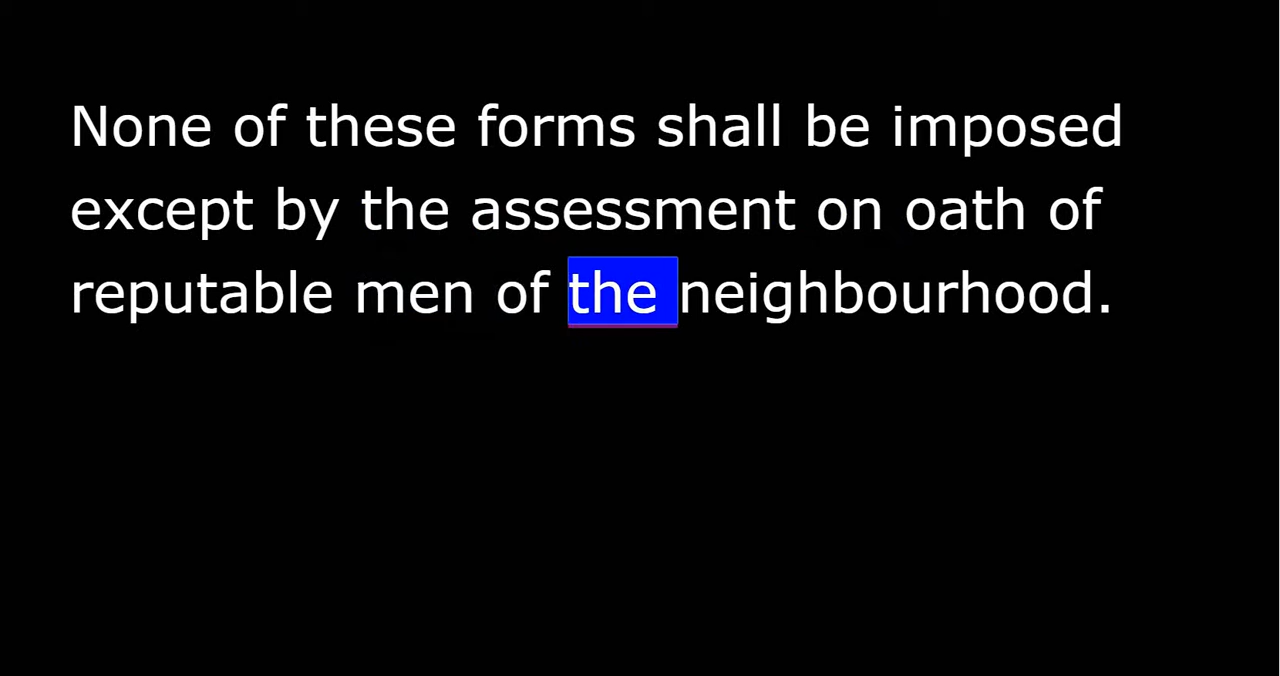 None of these forms shall be imposed
except by the assessment on oath of
reputable men of the neighbourhood.